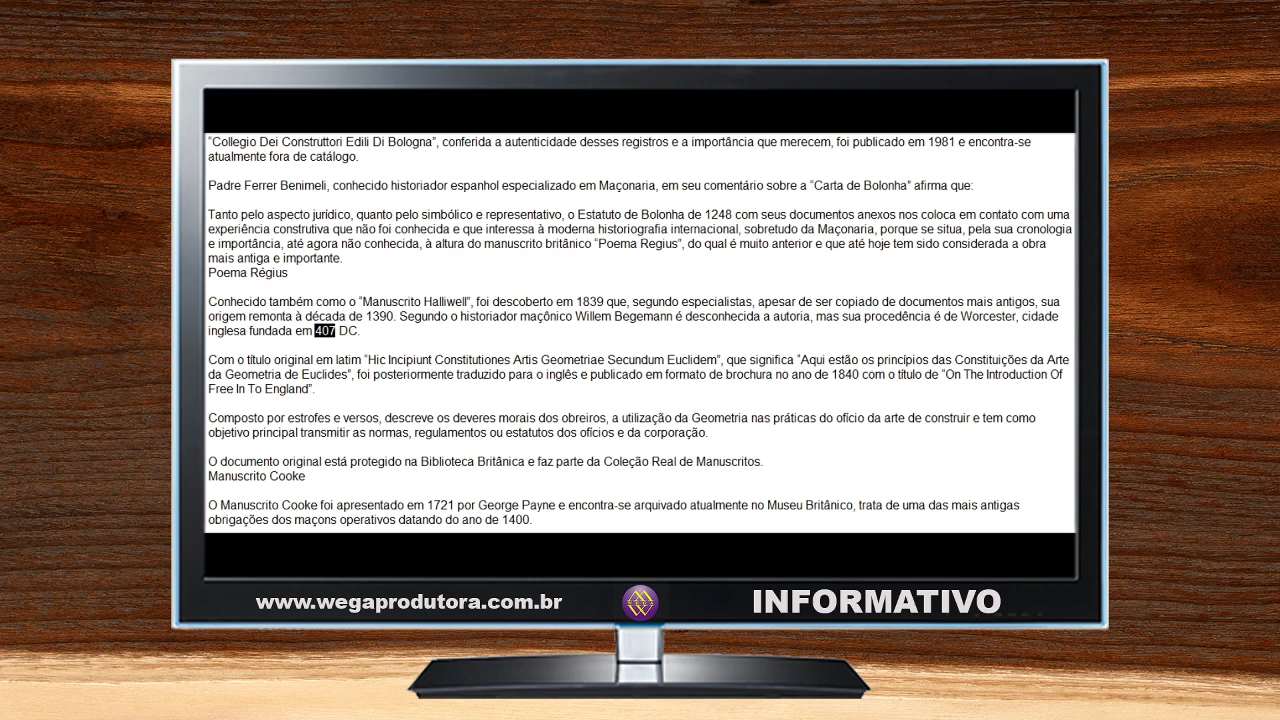 "Collegio Dei Construttori Edili Di Bologna", conferida a autenticidade desses registros e a importância que merecem, foi publicado em 1981 e encontra-se
atualmente fora de catálogo.
Padre Ferrer Benimeli, conhecido historiador espanhol especializado em Maçonaria, em seu comentário sobre a "Carta de Bolonha" afirma que:
Tanto pelo aspecto jurídico, quanto pelo simbólico e representativo, o Estatuto de Bolonha de 1248 com seus documentos anexos nos coloca em contato com uma
experiência construtiva que não foi conhecida e que interessa à moderna historiografia internacional, sobretudo da Maçonaria, porque se situa, pela sua cronologia
e importância, até agora não conhecida, à altura do manuscrito britânico "Poema Regius", do qual é muito anterior e que até hoje tem sido considerada a obra
mais antiga e importante.
Poema Régius
Conhecido também como o "Manuscrito Halliwell", foi descoberto em 1839 que, segundo especialistas, apesar de ser copiado de documentos mais antigos, sua
origem remonta à década de 1390. Segundo o historiador maçônico Willem Begemann é desconhecida a autoria, mas sua procedência é de Worcester, cidade
inglesa fundada em 407 DC.
Com o título original em latim "Hic Incipiunt Constitutiones Artis Geometriae Secundum Euclidem", que significa "Aqui estão os princípios das Constituições da Arte
da Geometria de Euclides", foi posteriormente traduzido para o inglês e publicado em formato de brochura no ano de 1840 com o título de "On The Introduction Of
Free In To England".
Composto por estrofes e versos, descreve os deveres morais dos obreiros, a utilização da Geometria nas práticas do ofício da arte de construir e tem como
objetivo principal transmitir as normas, regulamentos ou estatutos dos ofícios e da corporação.
O documento original está protegido na Biblioteca Britânica e faz parte da Coleção Real de Manuscritos.
Manuscrito Cooke
O Manuscrito Cooke foi apresentado em 1721 por George Payne e encontra-se arquivado atualmente no Museu Britânico, trata de uma das mais antigas
obrigações dos maçons operativos datando do ano de 1400.
www.wegaprodutora.com.br
INFORMATIVO